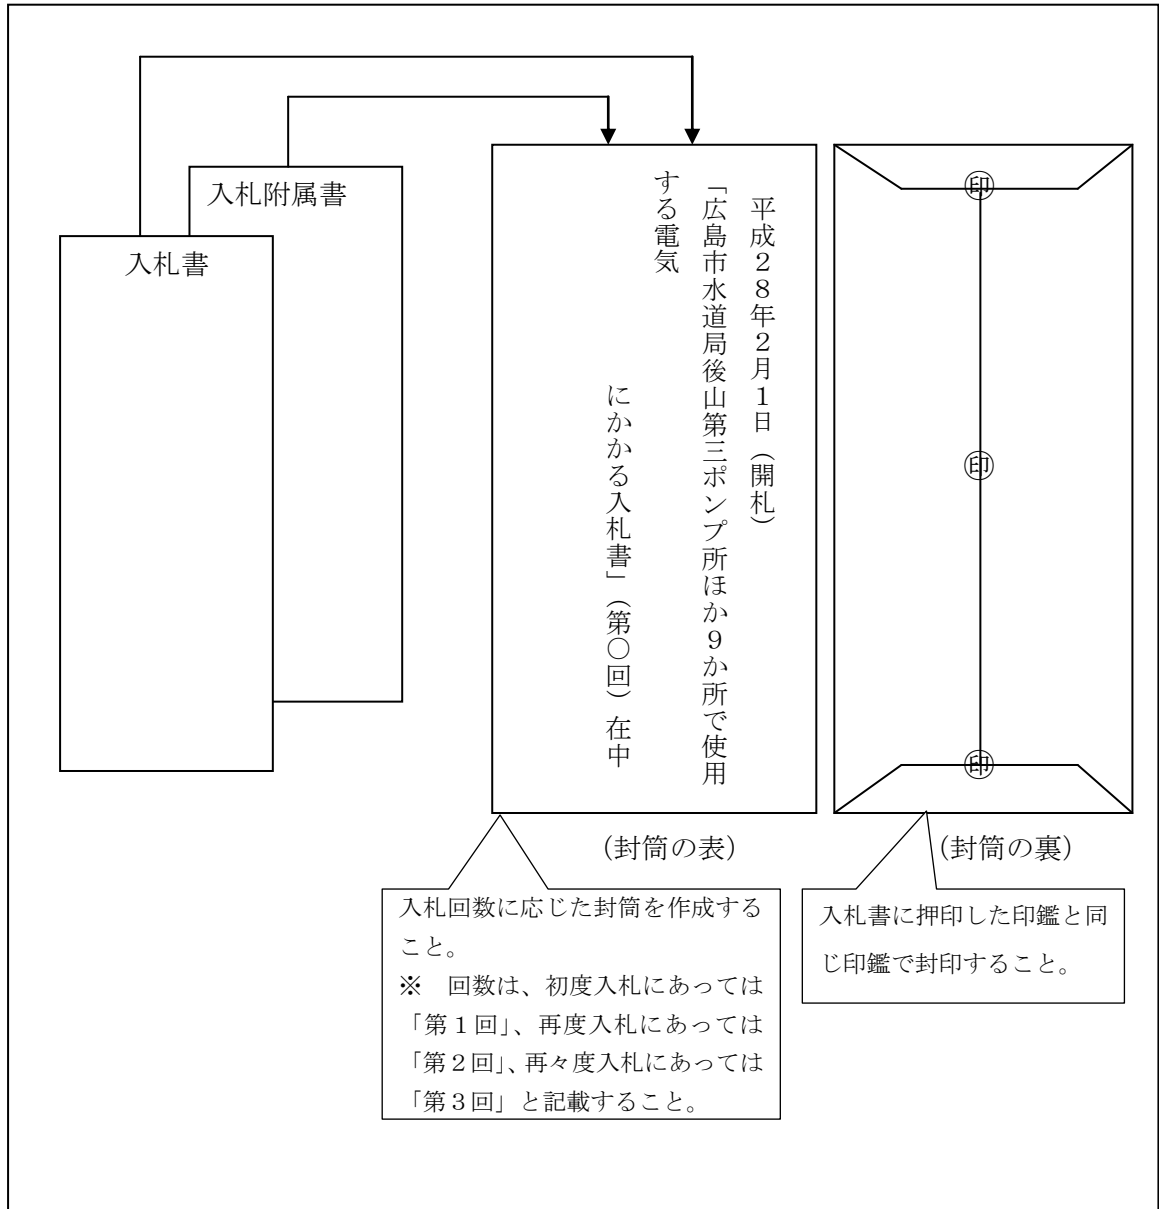 入札附属書
入札書
平成２８年２月１日（開札）
「広島市水道局後山第三ポンプ所ほか９か所で使用
する電気
にかかる入札書」（第〇回）在中
㊞
㊞
㊞
（封筒の表）
（封筒の裏）
入札回数に応じた封筒を作成する
こと。
※　回数は、初度入札にあっては
「第１回」、再度入札にあっては
「第２回」、再々度入札にあっては
「第３回」と記載すること。
入札書に押印した印鑑と同
じ印鑑で封印すること。